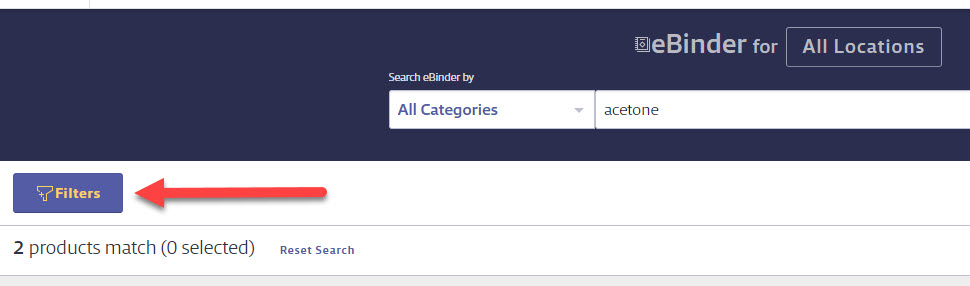 eBinder for All Locations
Search eBinder by
All Categories acetone
Filters
2 products match (0 selected) Reset Search